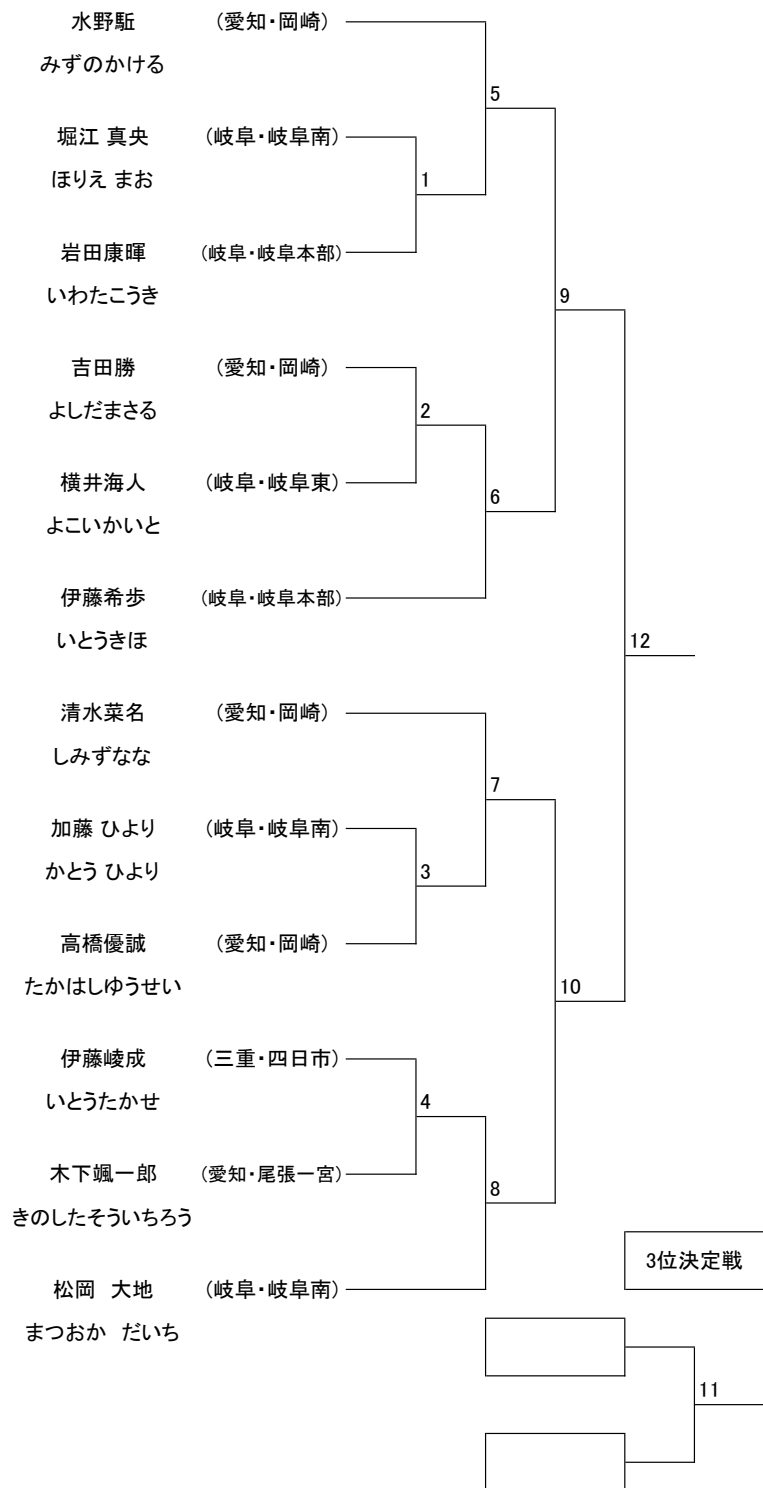 水野駈 (愛知・岡崎)
みずのかける
5
堀江 真央 (岐阜・岐阜南)
ほりえ まお
1
岩田康暉 (岐阜・岐阜本部)
いわたこうき
9
吉田勝 (愛知・岡崎)
よしだまさる
2
横井海人 (岐阜・岐阜東)
よこいかいと
6
伊藤希歩 (岐阜・岐阜本部)
いとうきほ
12
清水菜名 (愛知・岡崎)
しみずなな
7
加藤 ひより (岐阜・岐阜南)
かとう ひより
3
高橋優誠 (愛知・岡崎)
たかはしゆうせい
10
伊藤崚成 (三重・四日市)
いとうたかせ
4
木下颯一郎 (愛知・尾張一宮)
きのしたそういちろう
8
3位決定戦
松岡 大地 (岐阜・岐阜南)
まつおか だいち
11